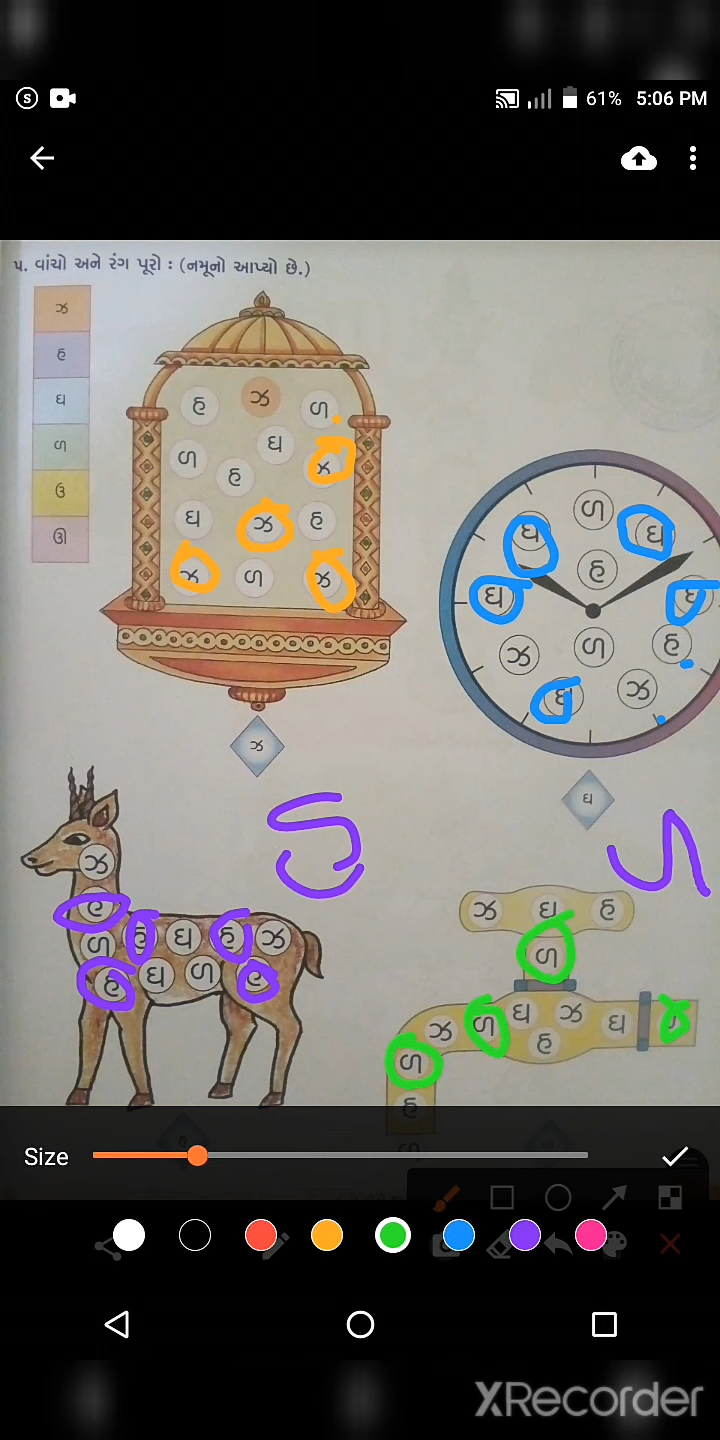 61% 5:06 PM
૫. વાંચો અને રંગ પૂરો : (નમૂનો આપ્યો છે.)
ઝ
હ
ઘ
ળ
ઉ
ઊ
હ ઝ ળ
ળ હ ઘ ઝ
ઘ ઝ હ
ઝ ળ ઝ
ઝ
ઘ ળ ઘ
ઘ હ ઘ
ઝ ળ હ
ઘ ઝ
ઘ
ઝ
હ
ળ હ ઘ હ ઝ
હ ઘ ળ હ
ઝ ઘ હ
ળ
ળ ઝ ળ ઘ ઝ હ ઘ
હ
Size
XRecorder